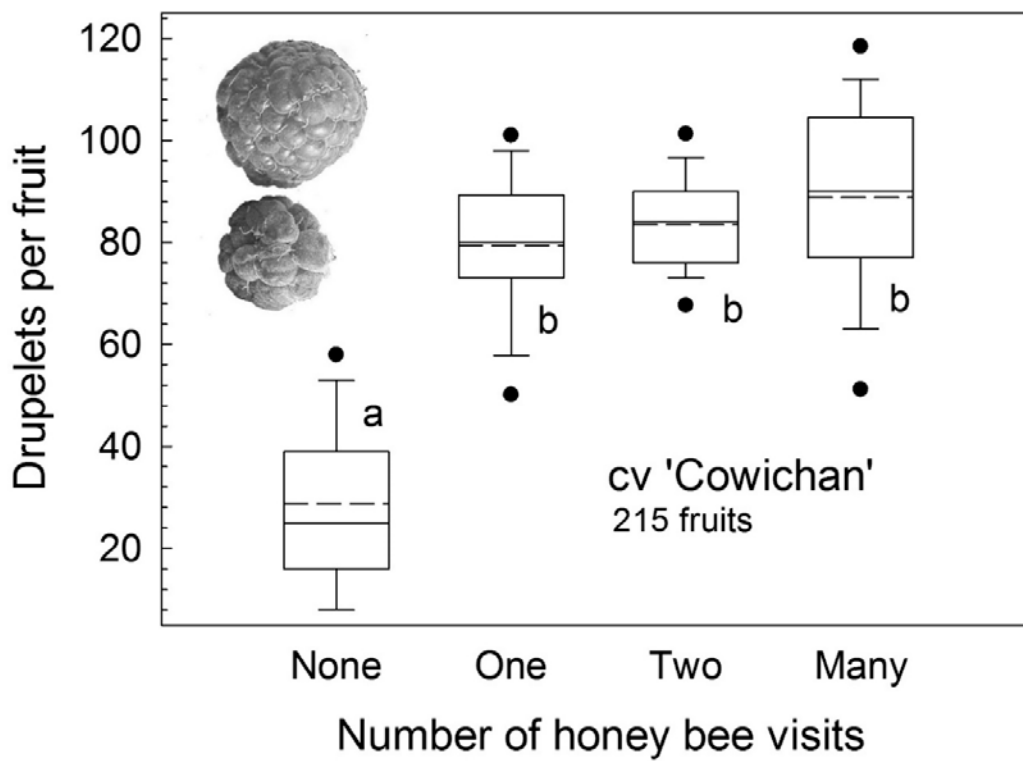 Drupelets per fruit
120
100
80
60
40
20
a
b
b
b
cv 'Cowichan'
215 fruits
None One Two Many
Number of honey bee visits